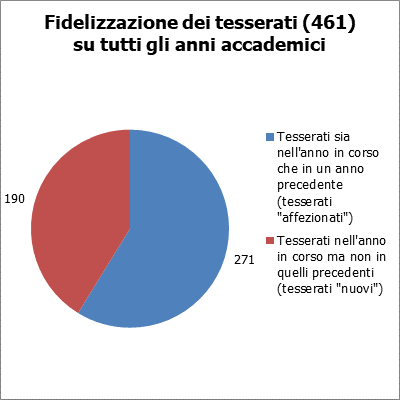 Fidelizzazione dei tesserati (461)
su tutti gli anni accademici
190
271
Tesserati sia
nell'anno in corso
che in un anno
precedente
(tesserati
"affezionati")
Tesserati nell'anno
in corso ma non in
quelli precedenti
(tesserati "nuovi")